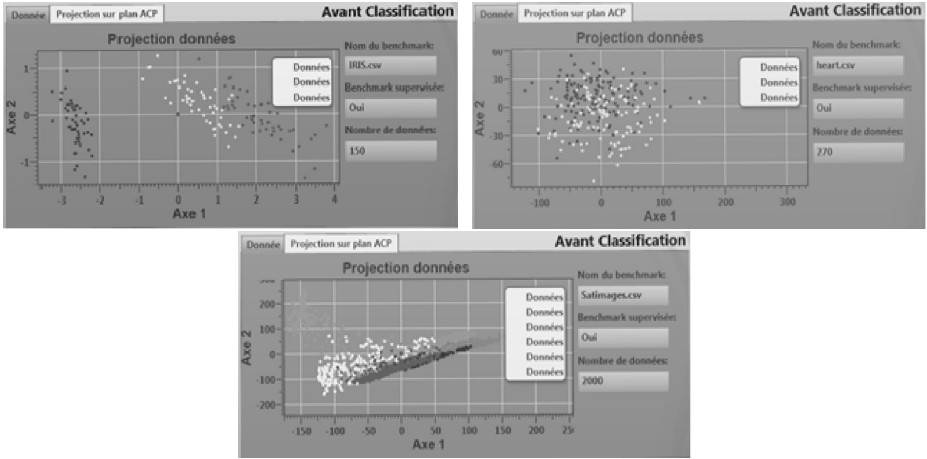 Donnée Projection sur plan ACP Avant Classification
Projection données
Nom du benchmark:
IRIS.csv
Benchmark supervisée:
Oui
Nombre de données:
150
Données
Données
Données
Axe 2
1
0
-1
-3 -2 -1 0 1 2 3 4
Axe 1
Donnée Projection sur plan ACP Avant Classification
Projection données
Nom du benchmark:
heart.csv
Benchmark supervisée:
Oui
Nombre de données:
270
Données
Données
Données
Axe 2
60
30
0
-30
-60
-100 0 100 200 300
Axe 1
Donnée Projection sur plan ACP Avant Classification
Projection données
Nom du benchmark:
Satimages.csv
Benchmark supervisée:
Oui
Nombre de données:
2000
Données
Données
Données
Données
Données
Données
Axe 2
300
200
100
0
-100
-200
-150 -100 -50 0 50 100 150 200 25
Axe 1